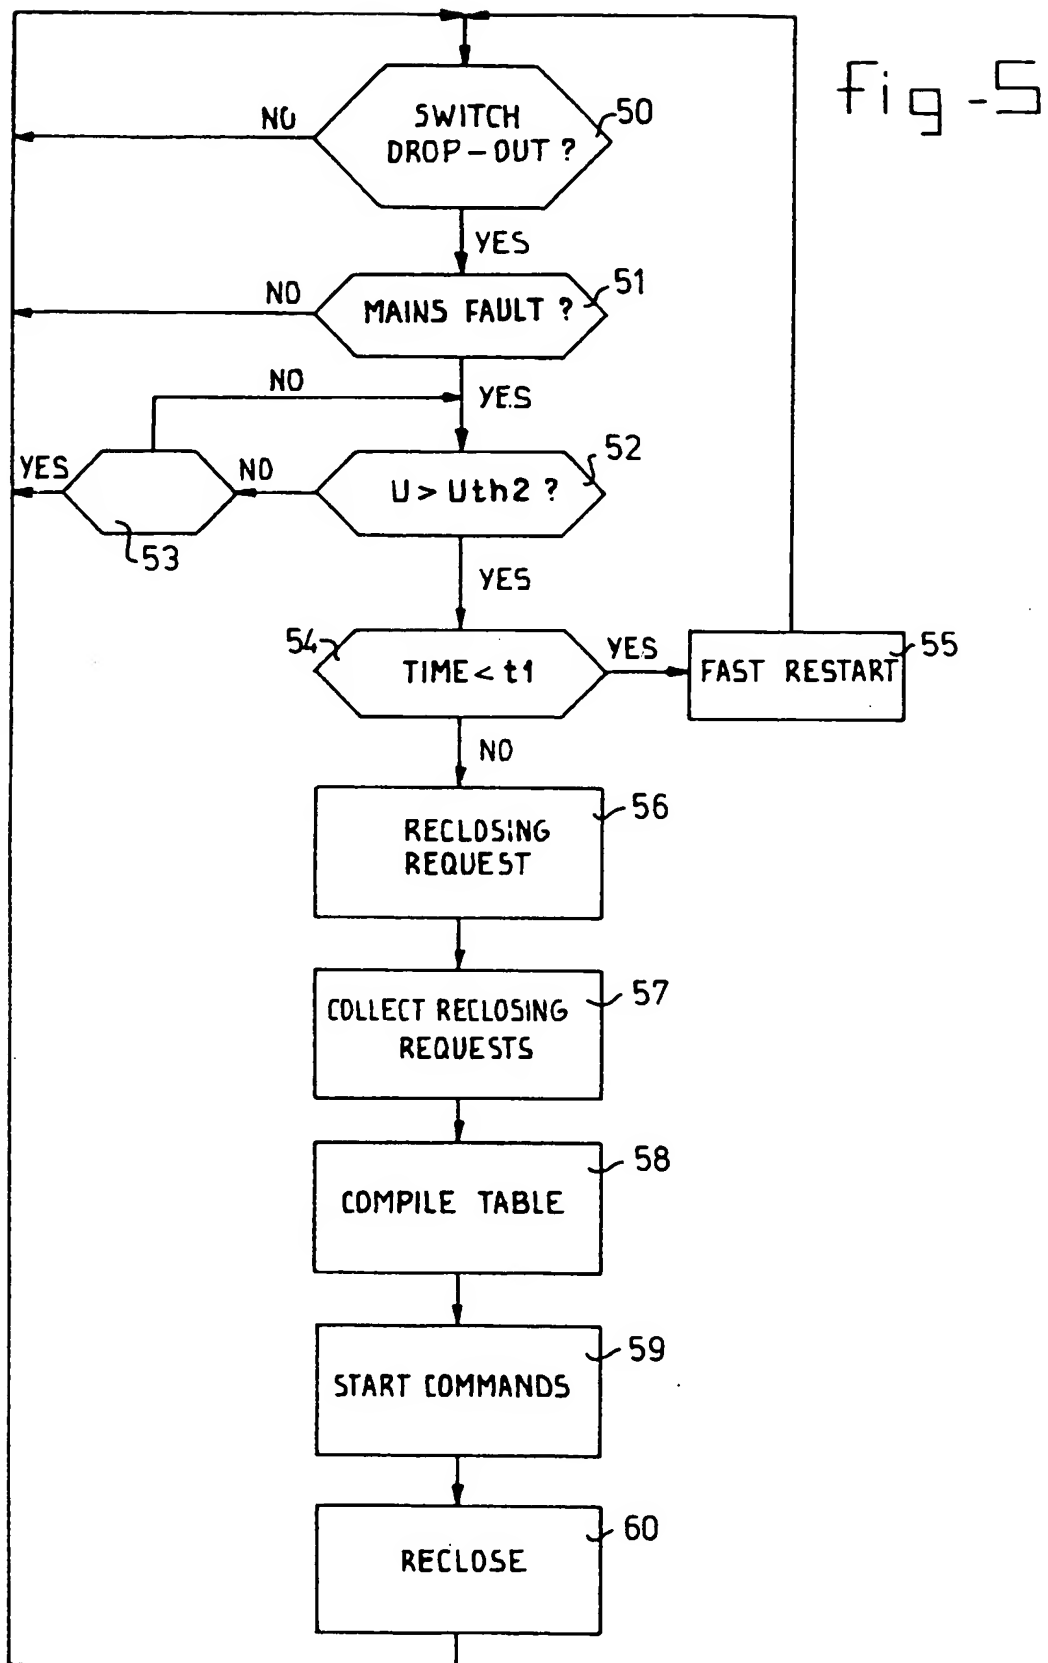 fig-5
SWITCH
DROP-OUT ?
50
NO
YES
MAINS FAULT ?
51
NO
YES
NO
U > Uth2 ?
52
NO
YES
53
YES
TIME < t1
54
YES
FAST RESTART
55
NO
RECLOSING
REQUEST
56
COLLECT RECLOSING
REQUESTS
57
COMPILE TABLE
58
START COMMANDS
59
RECLOSE
60